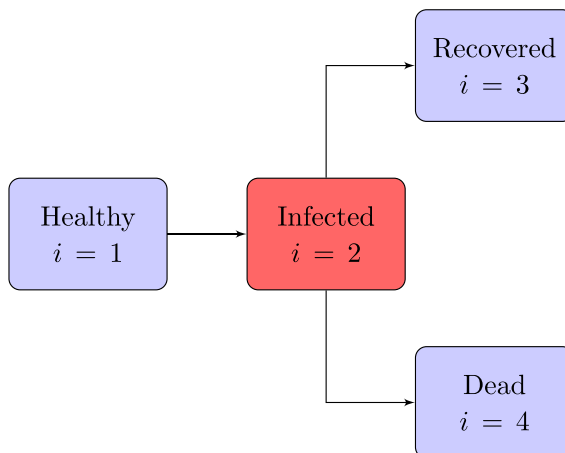 Recovered
i = 3
Healthy
i = 1
Infected
i = 2
Dead
i = 4